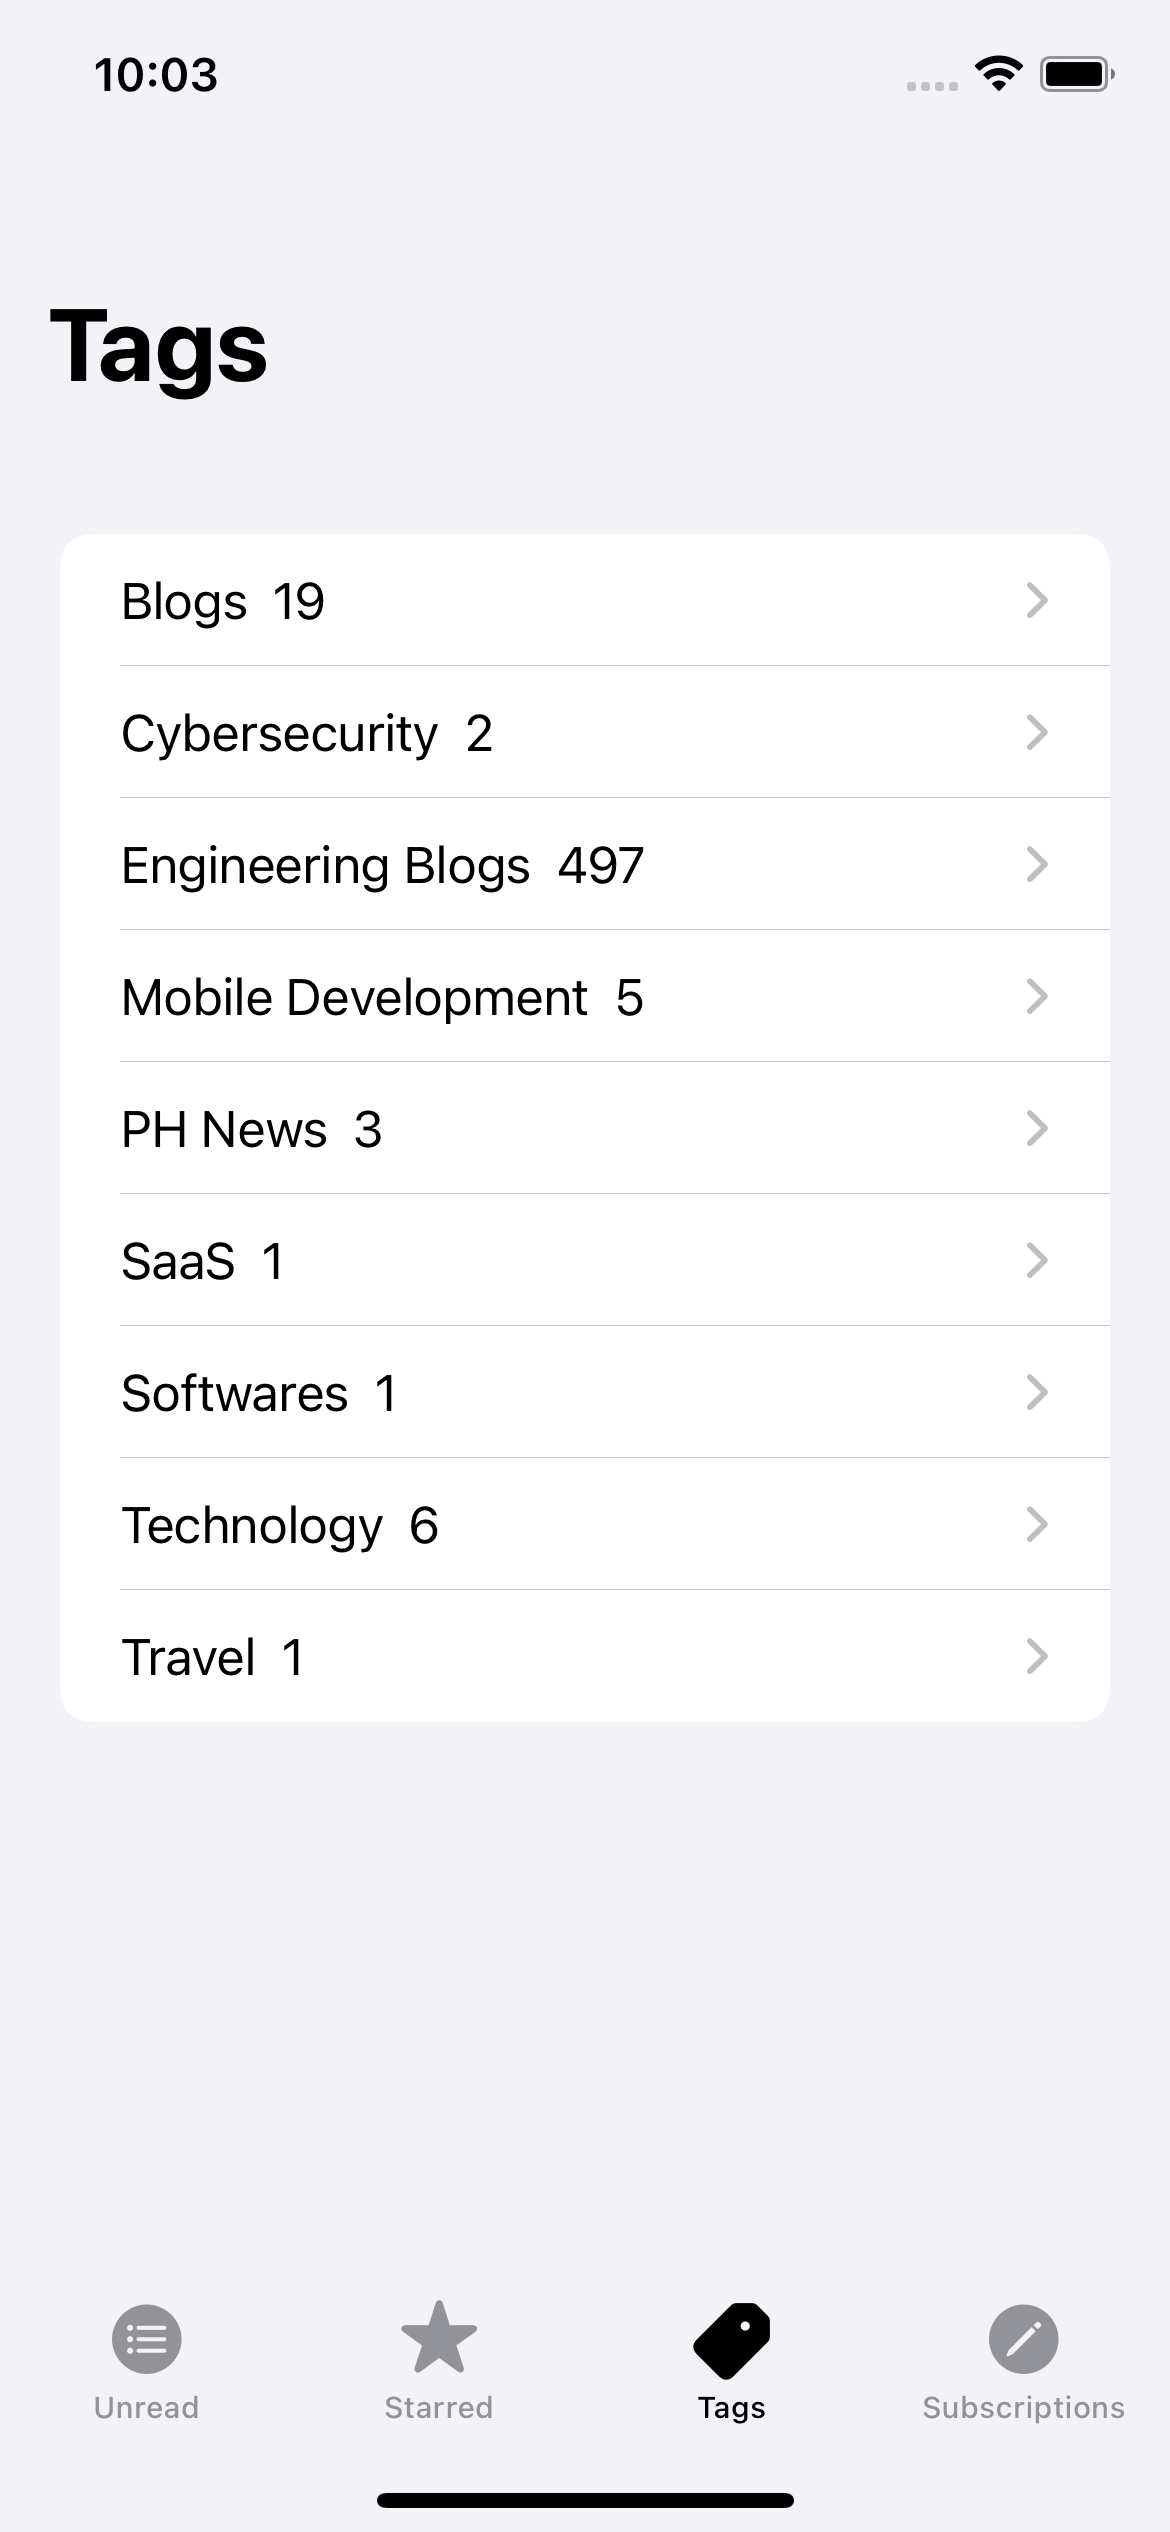 10:03
Tags
Blogs 19
Cybersecurity 2
Engineering Blogs 497
Mobile Development 5
PH News 3
SaaS 1
Softwares 1
Technology 6
Travel 1
Unread Starred Tags Subscriptions